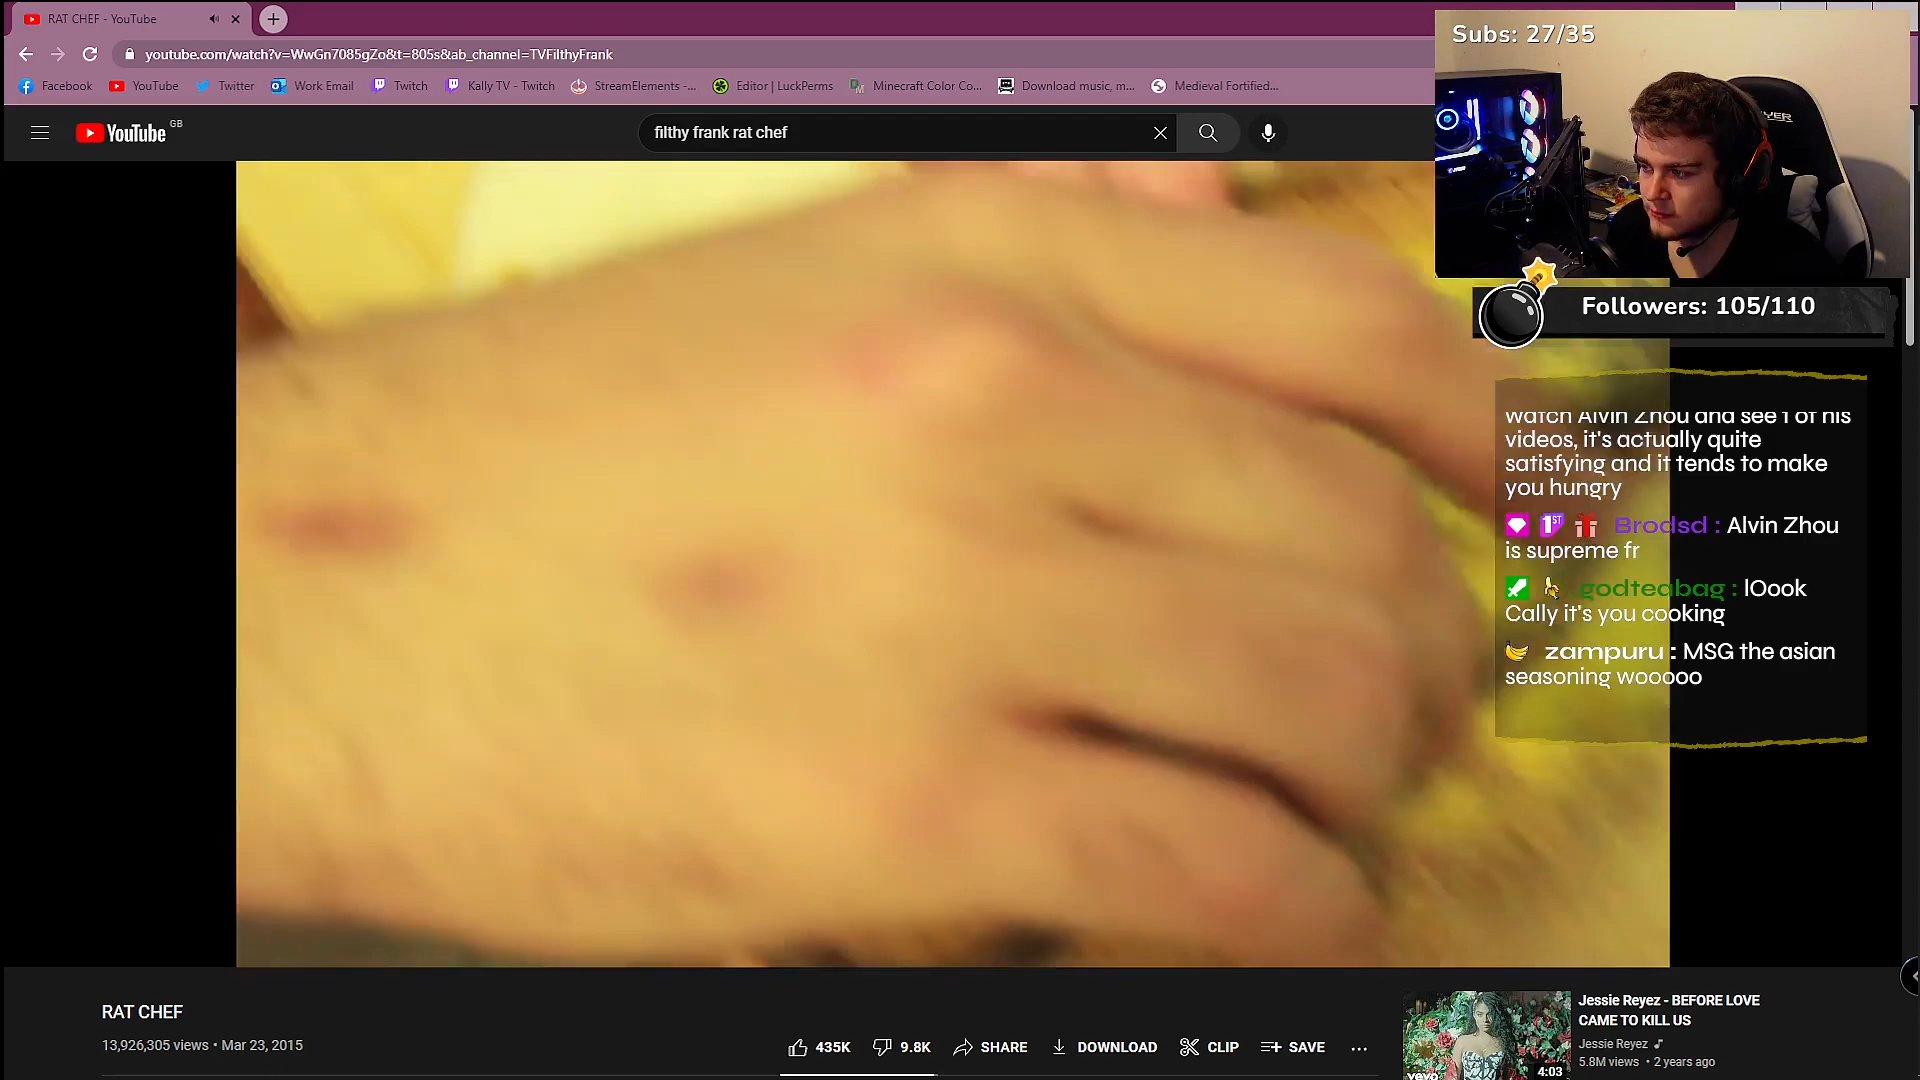 RAT CHEF - YouTube
youtube.com/watch?v=WwGn7085gZo&t=805s&ab_channel=TVFilthyFrank
Facebook
YouTube
Twitter
Work Email
Twitch
Kally TV - Twitch
StreamElements -...
Editor | LuckPerms
Minecraft Color Co...
Download music, m...
Medieval Fortified...
YouTube GB
filthy frank rat chef
Subs: 27/35
Followers: 105/110
watch Alvin Zhou and see 1 of his
videos, it's actually quite
satisfying and it tends to make
you hungry
1ST Brodsd : Alvin Zhou
is supreme fr
godteabag : lOook
Cally it's you cooking
zampuru : MSG the asian
seasoning wooooo
RAT CHEF
13,926,305 views • Mar 23, 2015
435K
9.8K
SHARE
DOWNLOAD
CLIP
SAVE
Jessie Reyez - BEFORE LOVE
CAME TO KILL US
Jessie Reyez
5.8M views • 2 years ago
vevo
4:03